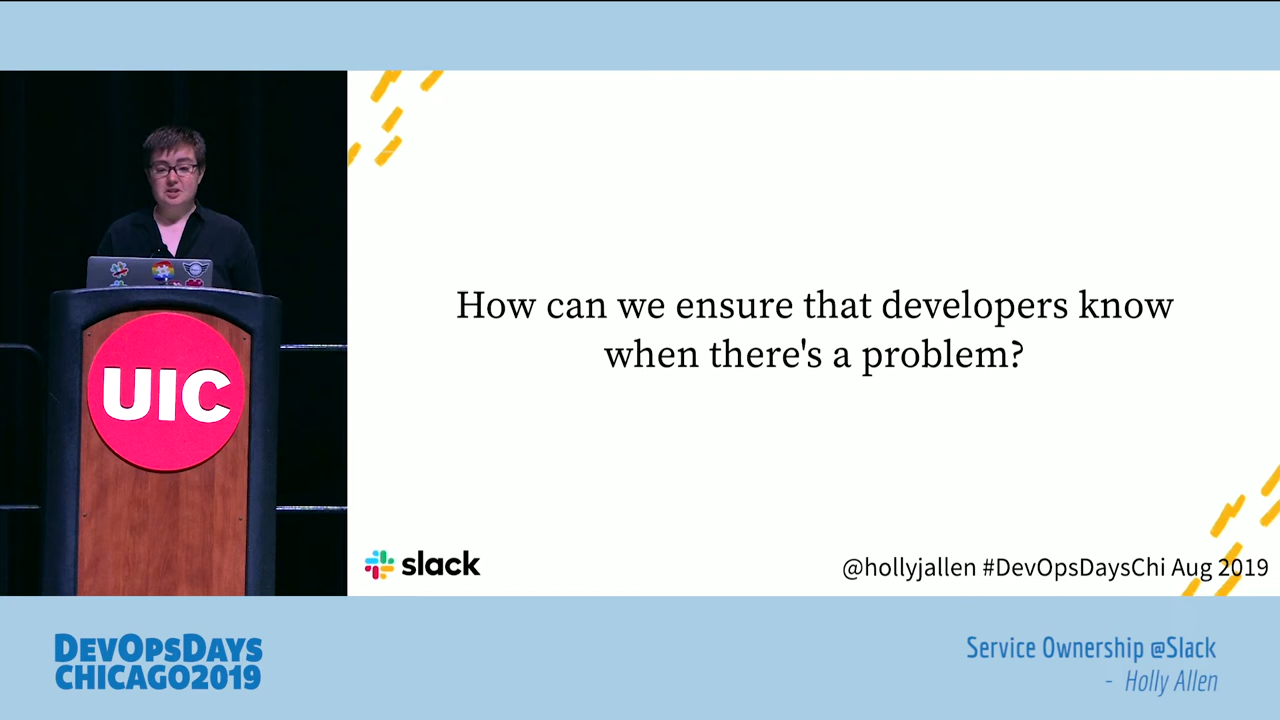 How can we ensure that developers know
when there's a problem?
UIC
slack
@hollyjallen #DevOpsDaysChi Aug 2019
DEVOPSDAYS
CHICAGO2019
Service Ownership @Slack
- Holly Allen